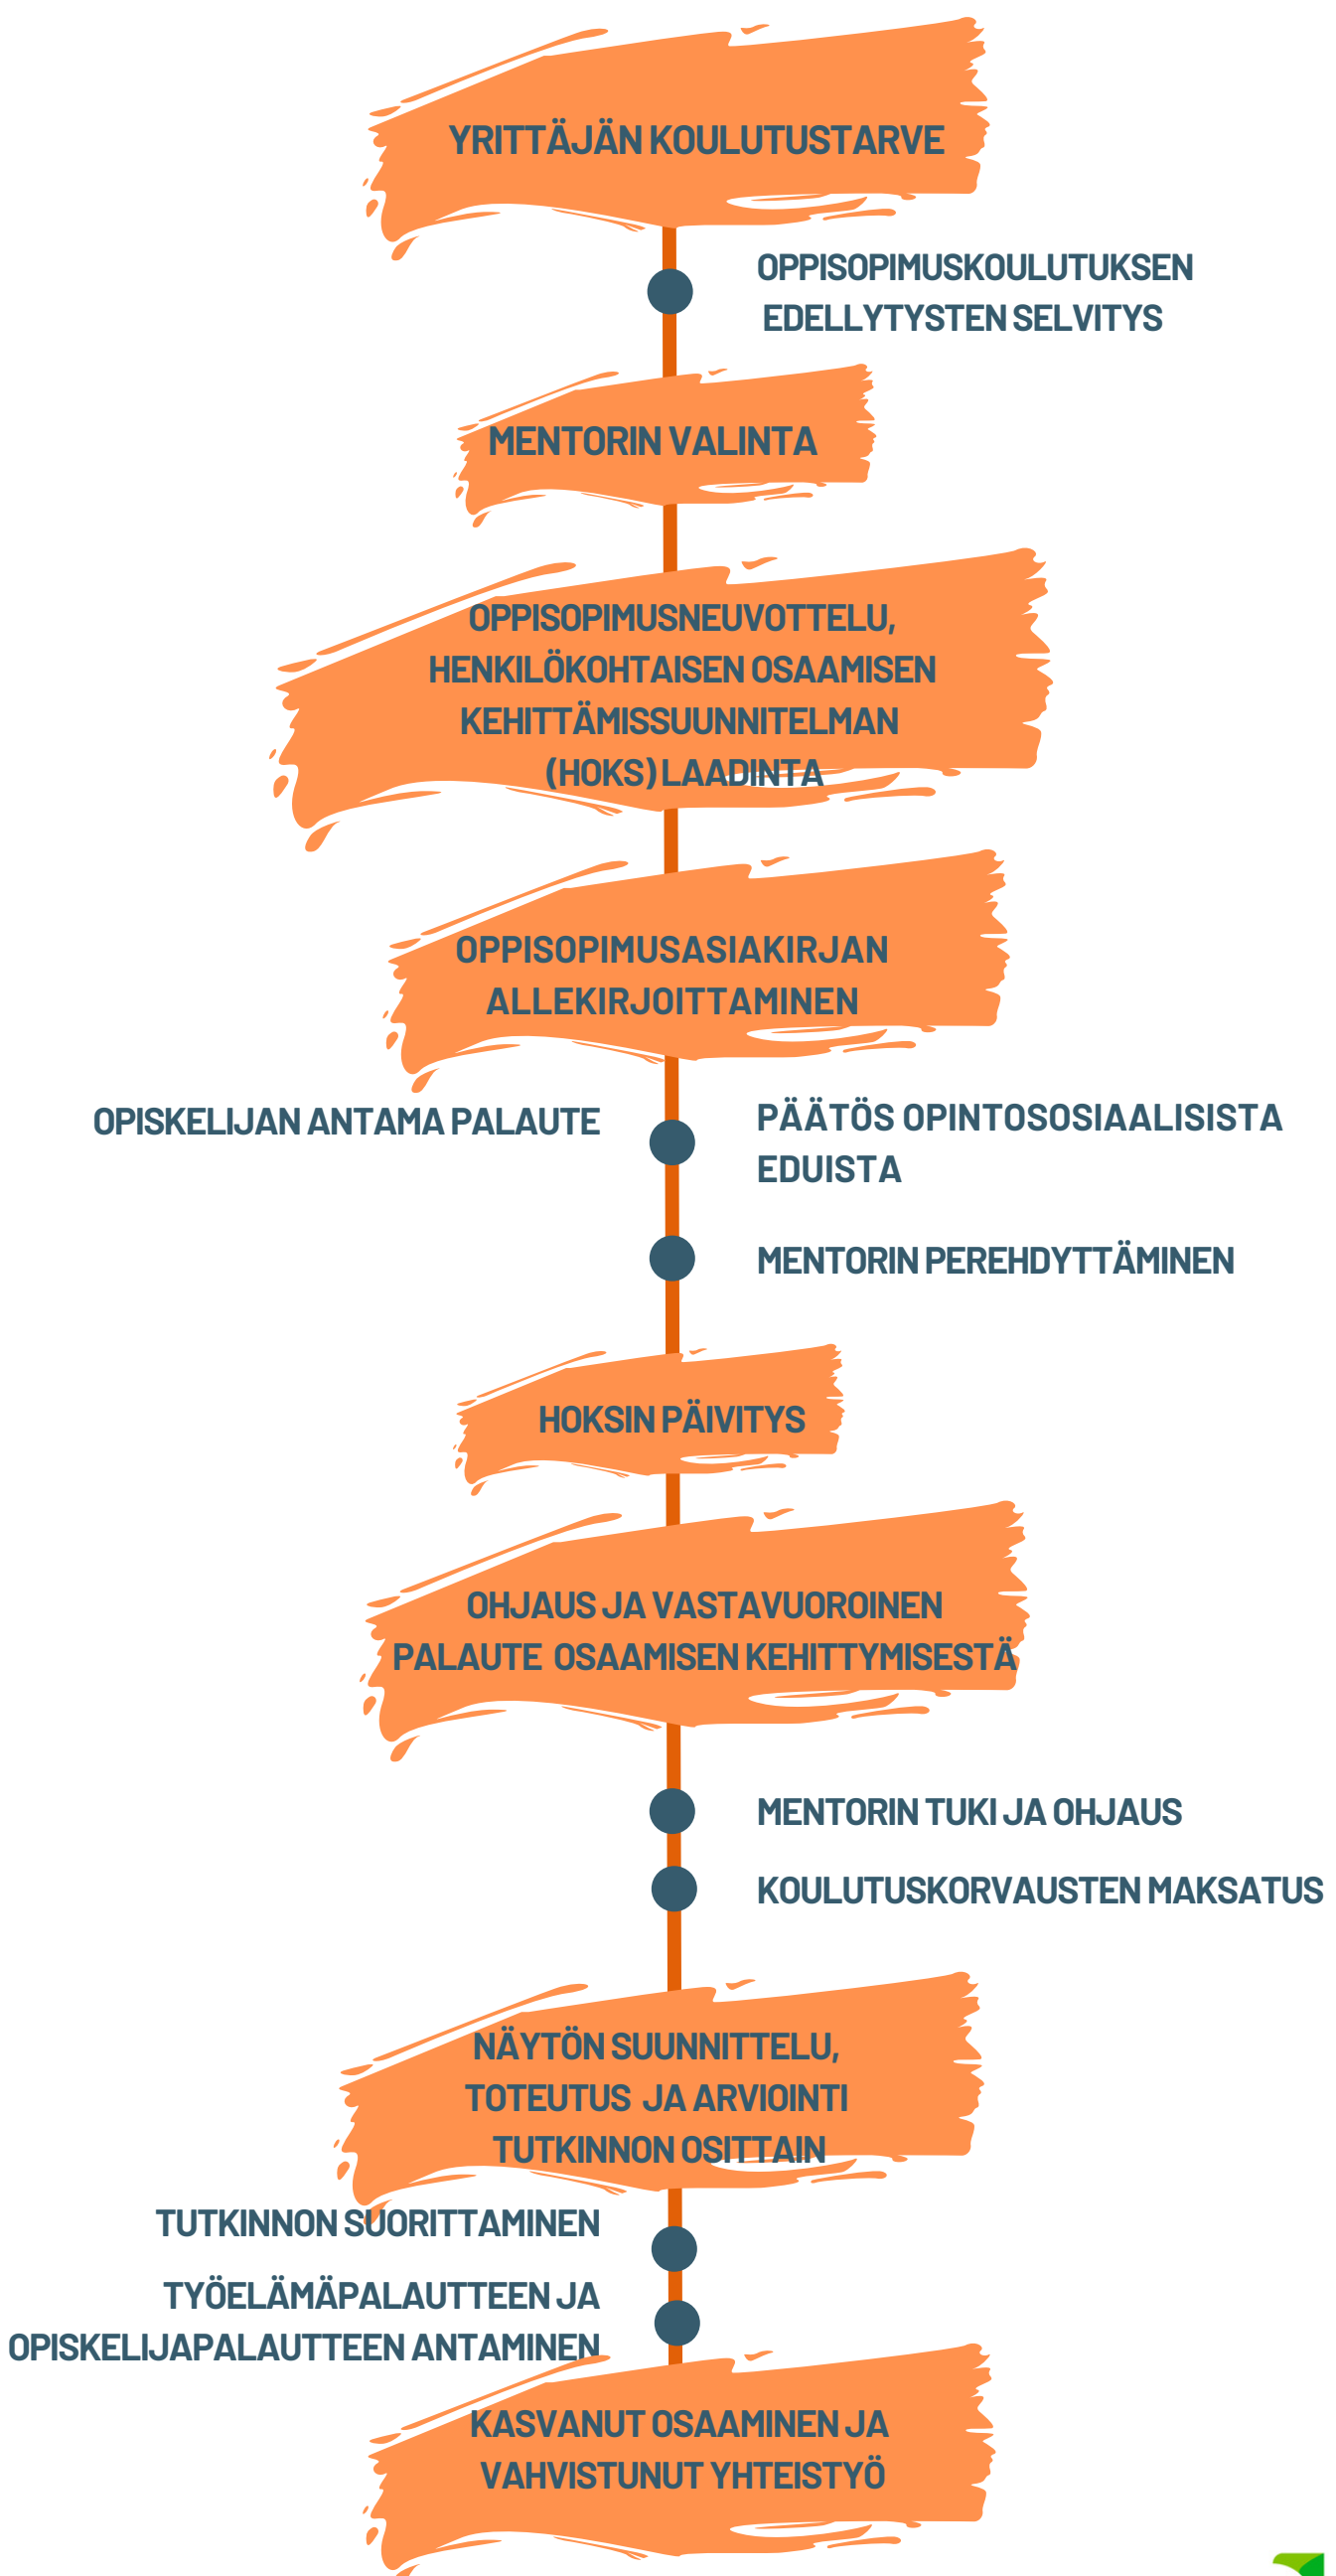 YRITTÄJÄN KOULUTUSTARVE
OPPISOPIMUSKOULUTUKSEN
EDELLYTYSTEN SELVITYS
MENTORIN VALINTA
OPPISOPIMUSNEUVOTTELU,
HENKILÖKOHTAISEN OSAAMISEN
KEHITTÄMISSUUNNITELMAN
(HOKS) LAADINTA
OPPISOPIMUSASIAKIRJAN
ALLEKIRJOITTAMINEN
OPISKELIJAN ANTAMA PALAUTE
PÄÄTÖS OPINTOSOSIAALISISTA
EDUISTA
MENTORIN PEREHDYTTÄMINEN
HOKSIN PÄIVITYS
OHJAUS JA VASTAVUOROINEN
PALAUTE OSAAMISEN KEHITTYMISESTÄ
MENTORIN TUKI JA OHJAUS
KOULUTUSKORVAUSTEN MAKSATUS
NÄYTÖN SUUNNITTELU,
TOTEUTUS JA ARVIOINTI
TUTKINNON OSITTAIN
TUTKINNON SUORITTAMINEN
TYÖELÄMÄPALAUTTEEN JA
OPISKELIJAPALAUTTEEN ANTAMINEN
KASVANUT OSAAMINEN JA
VAHVISTUNUT YHTEISTYÖ